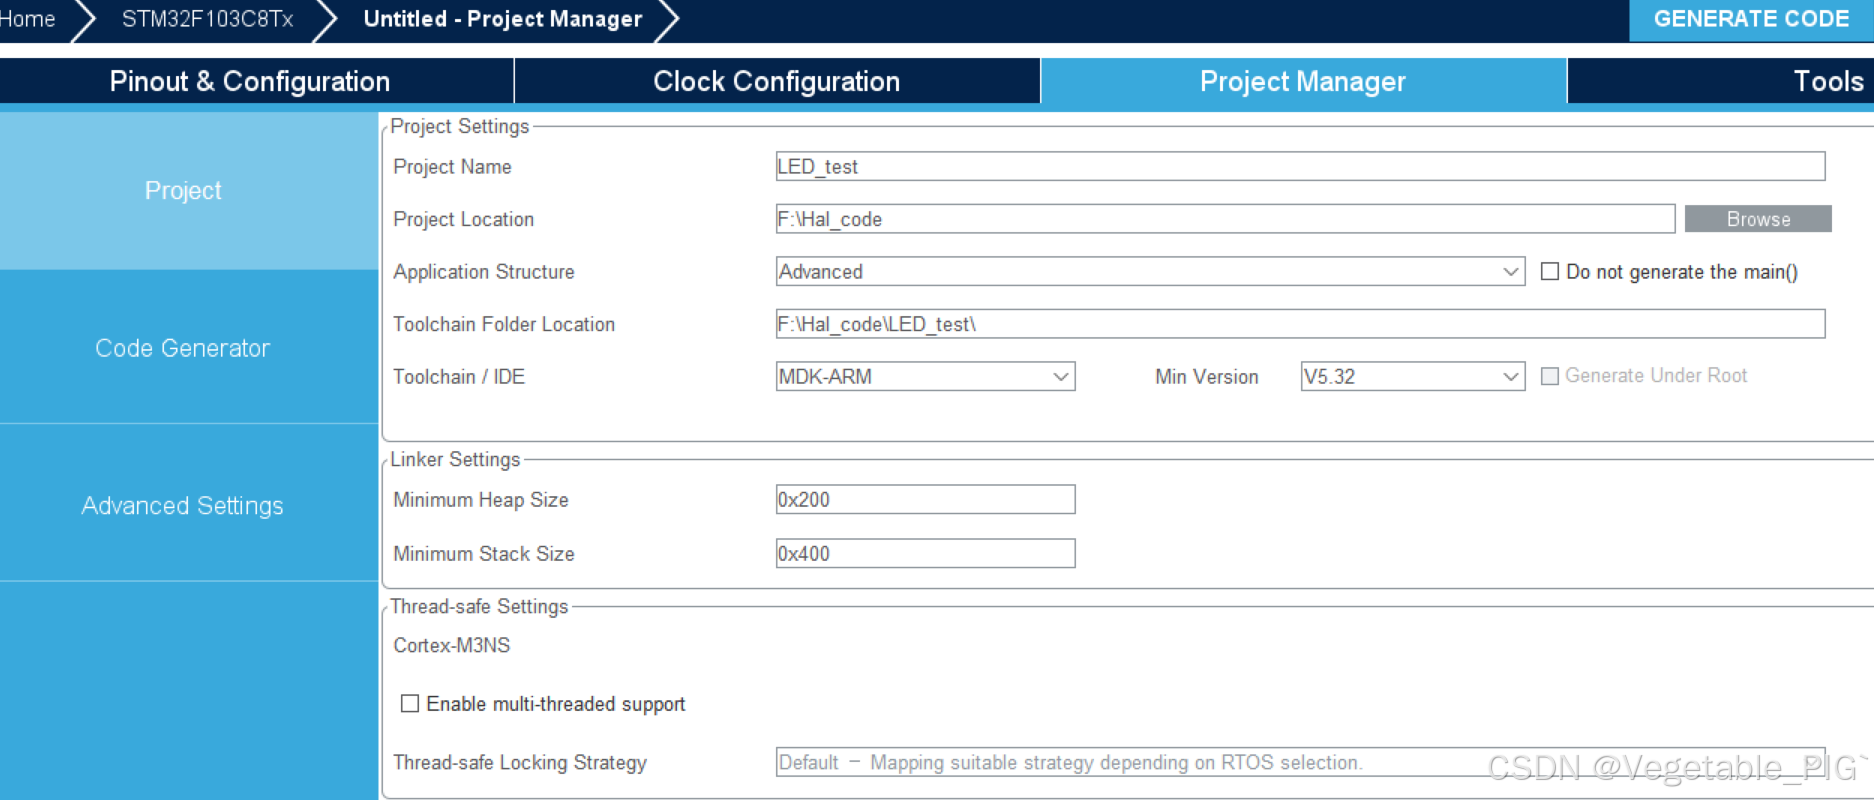 Home STM32F103C8Tx Untitled - Project Manager GENERATE CODE
Pinout & Configuration Clock Configuration Project Manager Tools
Project
Code Generator
Advanced Settings
Project Settings
Project Name LED_test
Project Location F:\Hal_code Browse
Application Structure Advanced Do not generate the main()
Toolchain Folder Location F:\Hal_code\LED_test\
Toolchain / IDE MDK-ARM Min Version V5.32 Generate Under Root
Linker Settings
Minimum Heap Size 0x200
Minimum Stack Size 0x400
Thread-safe Settings
Cortex-M3NS
Enable multi-threaded support
Thread-safe Locking Strategy Default － Mapping suitable strategy depending on RTOS selection.
CSDN @Vegetable_PIG`